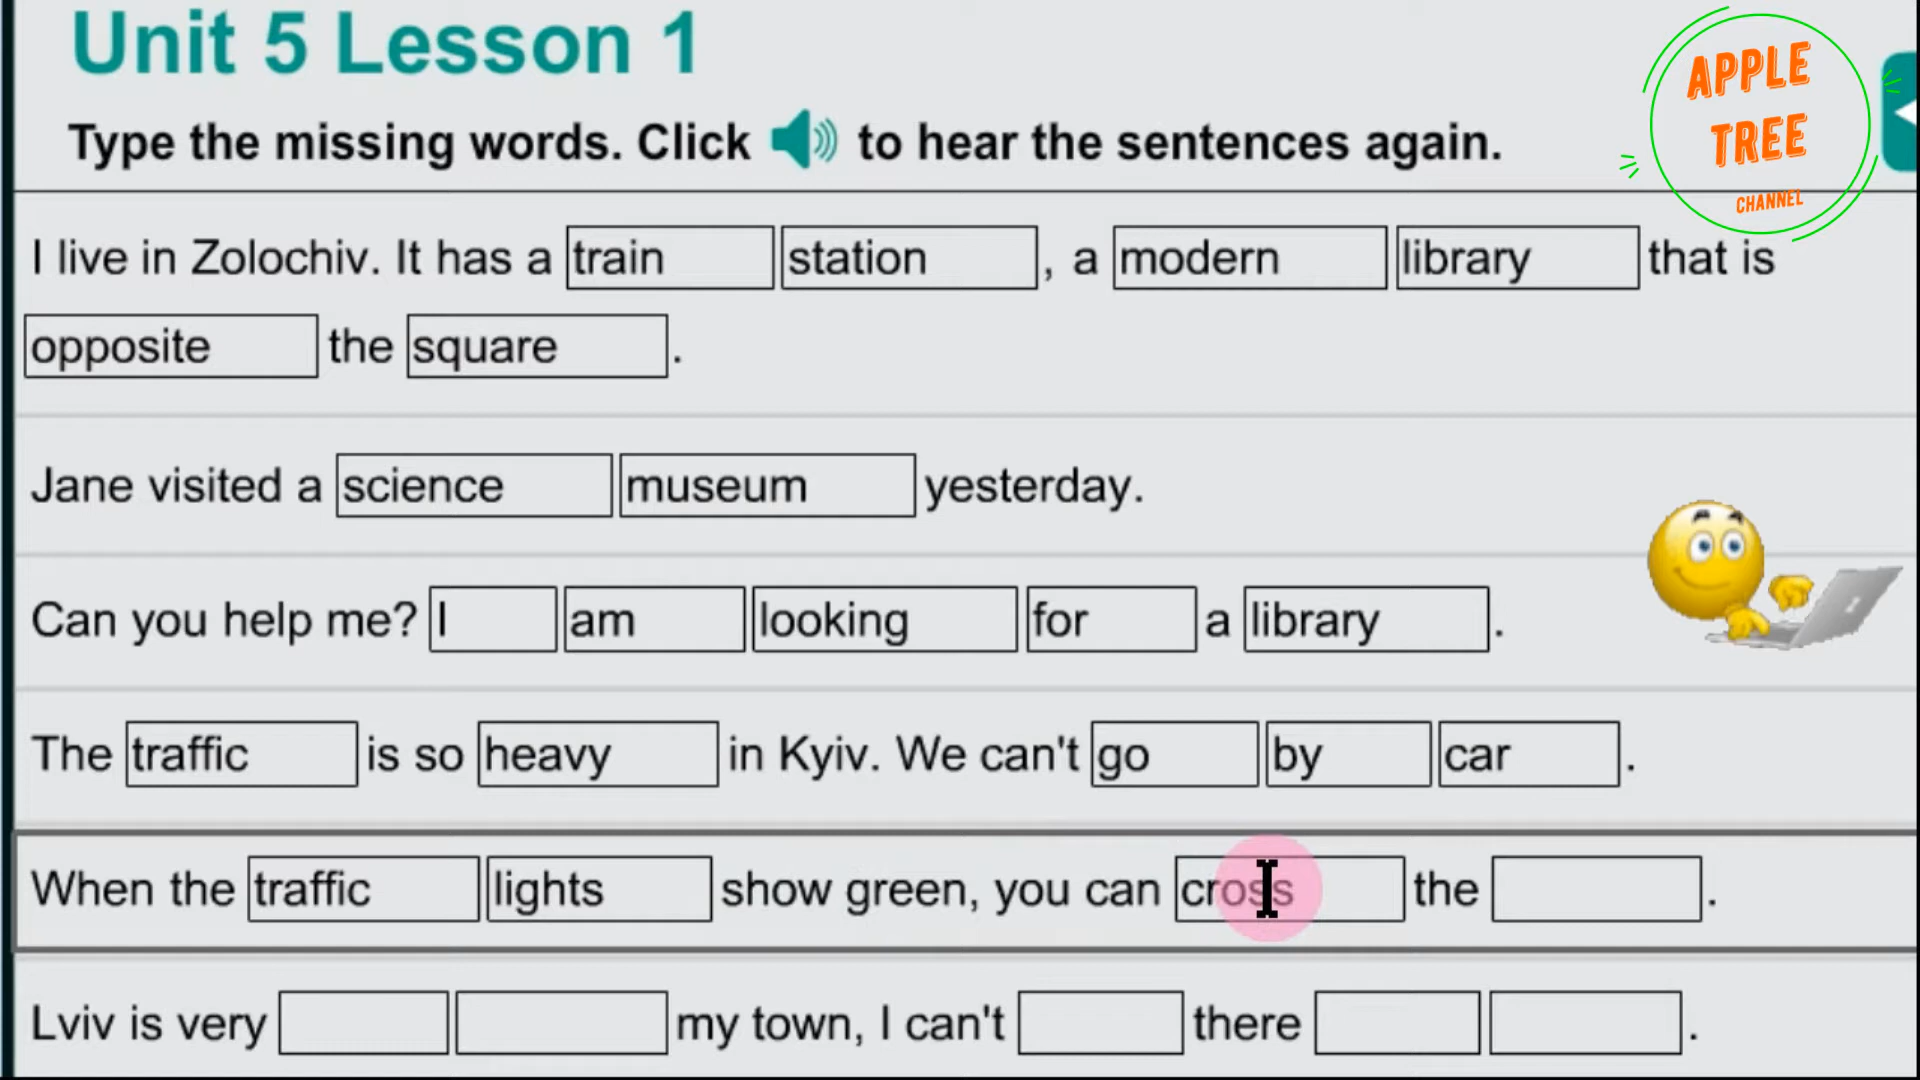 Unit 5 Lesson 1
APPLE
TREE
CHANNEL
Type the missing words. Click to hear the sentences again.
I live in Zolochiv. It has a train station , a modern library that is
opposite the square .
Jane visited a science museum yesterday.
Can you help me? I am looking for a library .
The traffic is so heavy in Kyiv. We can't go by car .
When the traffic lights show green, you can cross the .
Lviv is very my town, I can't there .